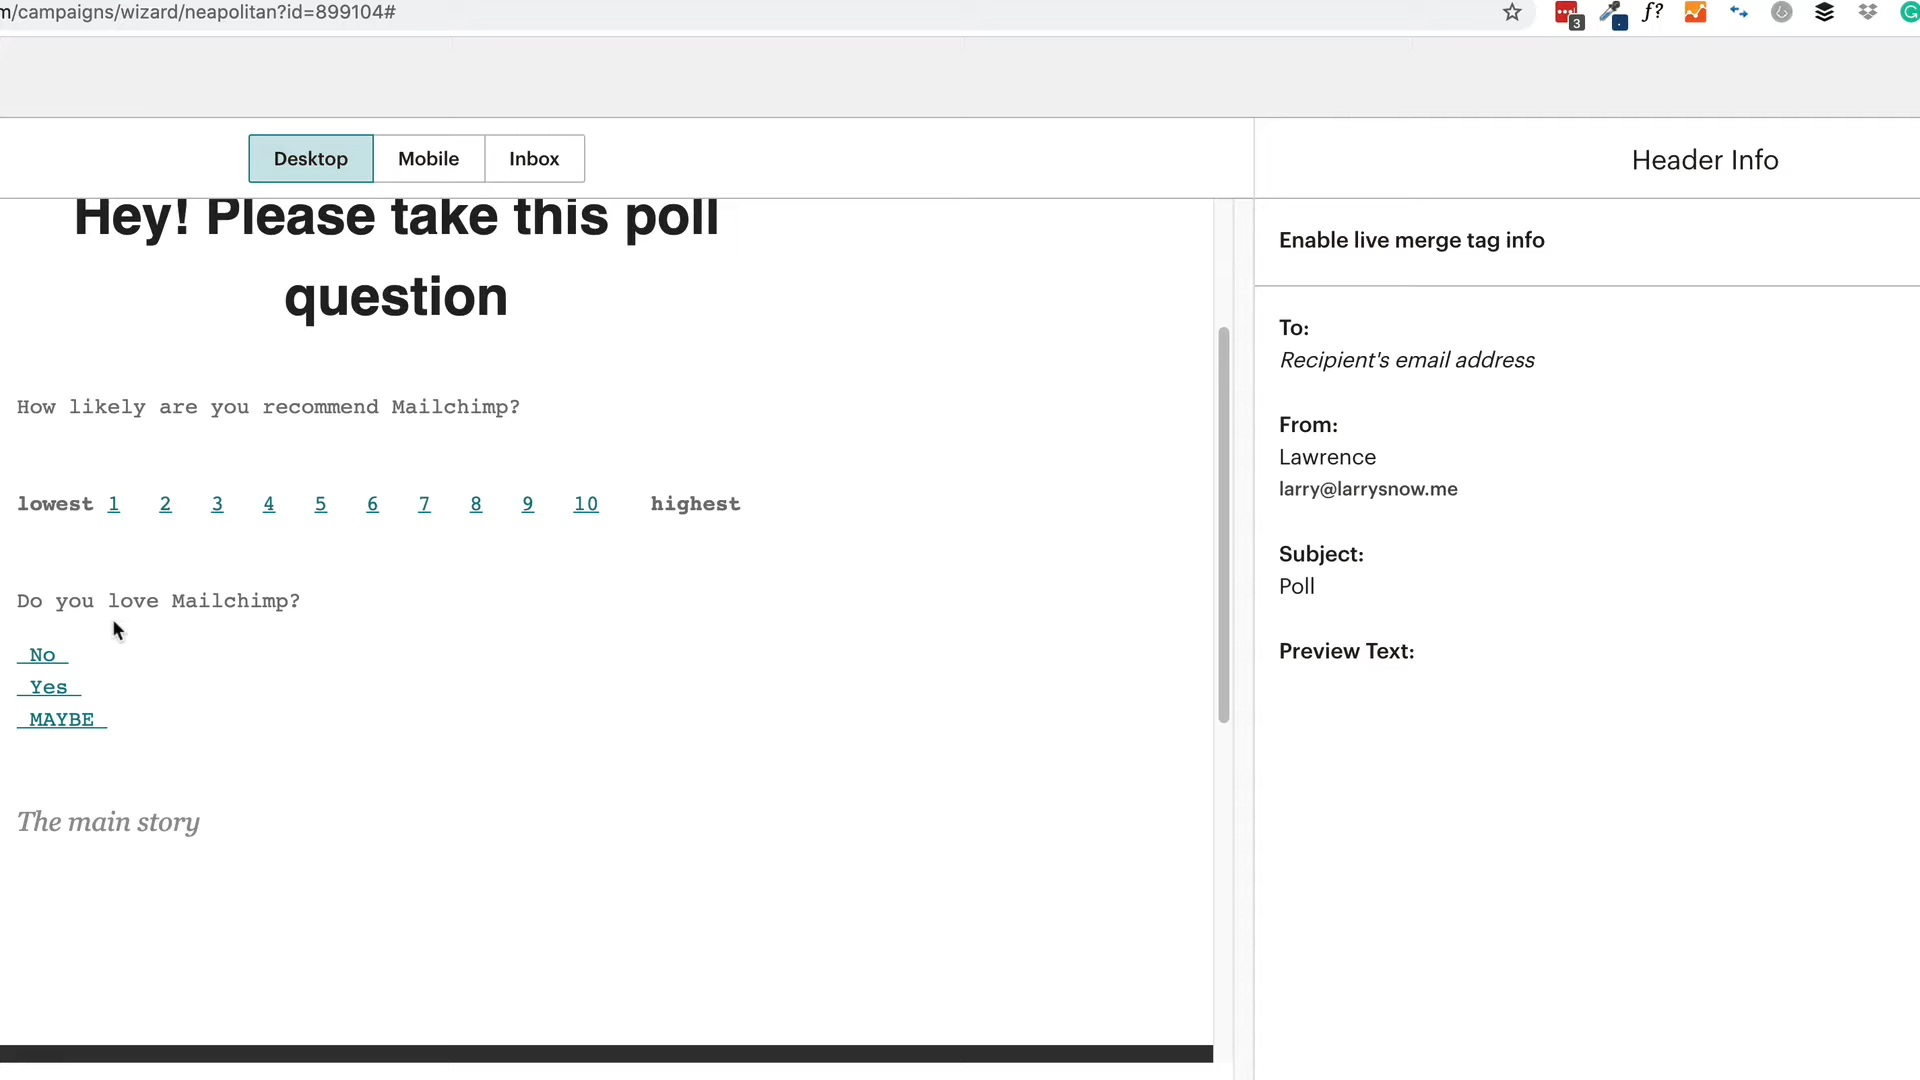 m/campaigns/wizard/neapolitan?id=899104#
3
f?
Desktop
Mobile
Inbox
Header Info
Hey! Please take this poll
question
How likely are you recommend Mailchimp?
lowest 1 2 3 4 5 6 7 8 9 10 highest
Do you love Mailchimp?
No
Yes
MAYBE
The main story
Enable live merge tag info
To:
Recipient's email address
From:
Lawrence
larry@larrysnow.me
Subject:
Poll
Preview Text: